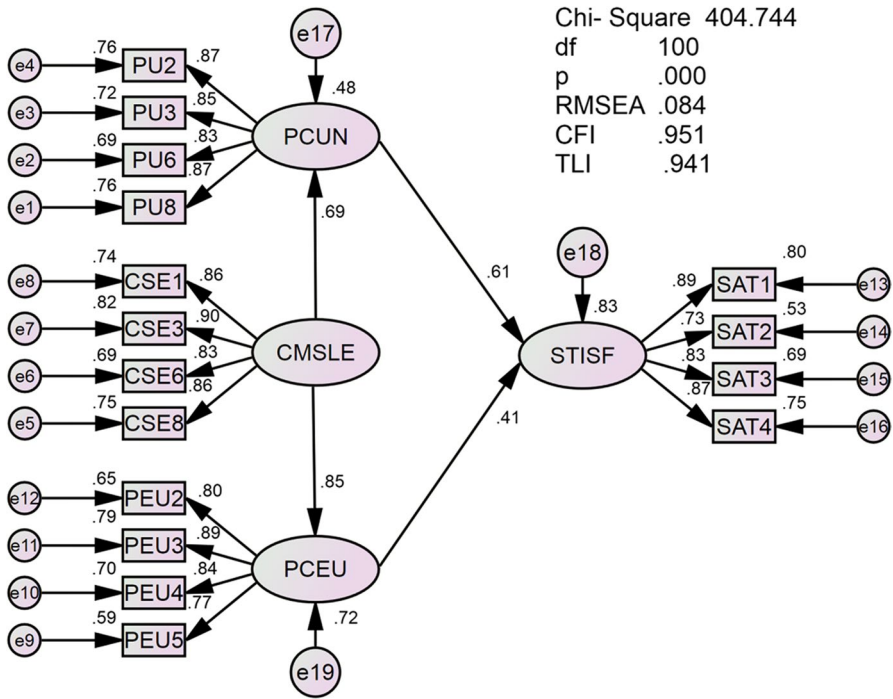 Chi- Square 404.744
df 100
p .000
RMSEA .084
CFI .951
TLI .941
e17
.48
PCUN
e4 .76 PU2 .87
e3 .72 PU3 .85
e2 .69 PU6 .83
e1 .76 PU8 .87
.69
.61
e8 .74 CSE1 .86
e7 .82 CSE3 .90
e6 .69 CSE6 .83
e5 .75 CSE8 .86
CMSLE
e18
.83
STISF
.89 SAT1 .80 e13
.73 SAT2 .53 e14
.83 SAT3 .69 e15
.87 SAT4 .75 e16
.41
.85
e12 .65 PEU2 .80
e11 .79 PEU3 .89
e10 .70 PEU4 .84
e9 .59 PEU5 .77
PCEU
.72
e19